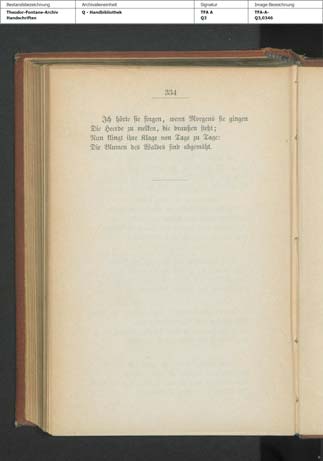 Bestandsbezeichnung Archivalieneinheit Signatur Image Bezeichnung
Theodor-Fontane-Archiv Q - Handbibliothek TFA A TFA-A-
Handschriften Q3 Q3,0346
334
Ich hörte sie singen, wenn Morgens sie gingen
Die Heerde zu melken, die draußen steht;
Nun klingt ihre Klage von Tage zu Tage:
Die Blumen des Waldes sind abgemäht.